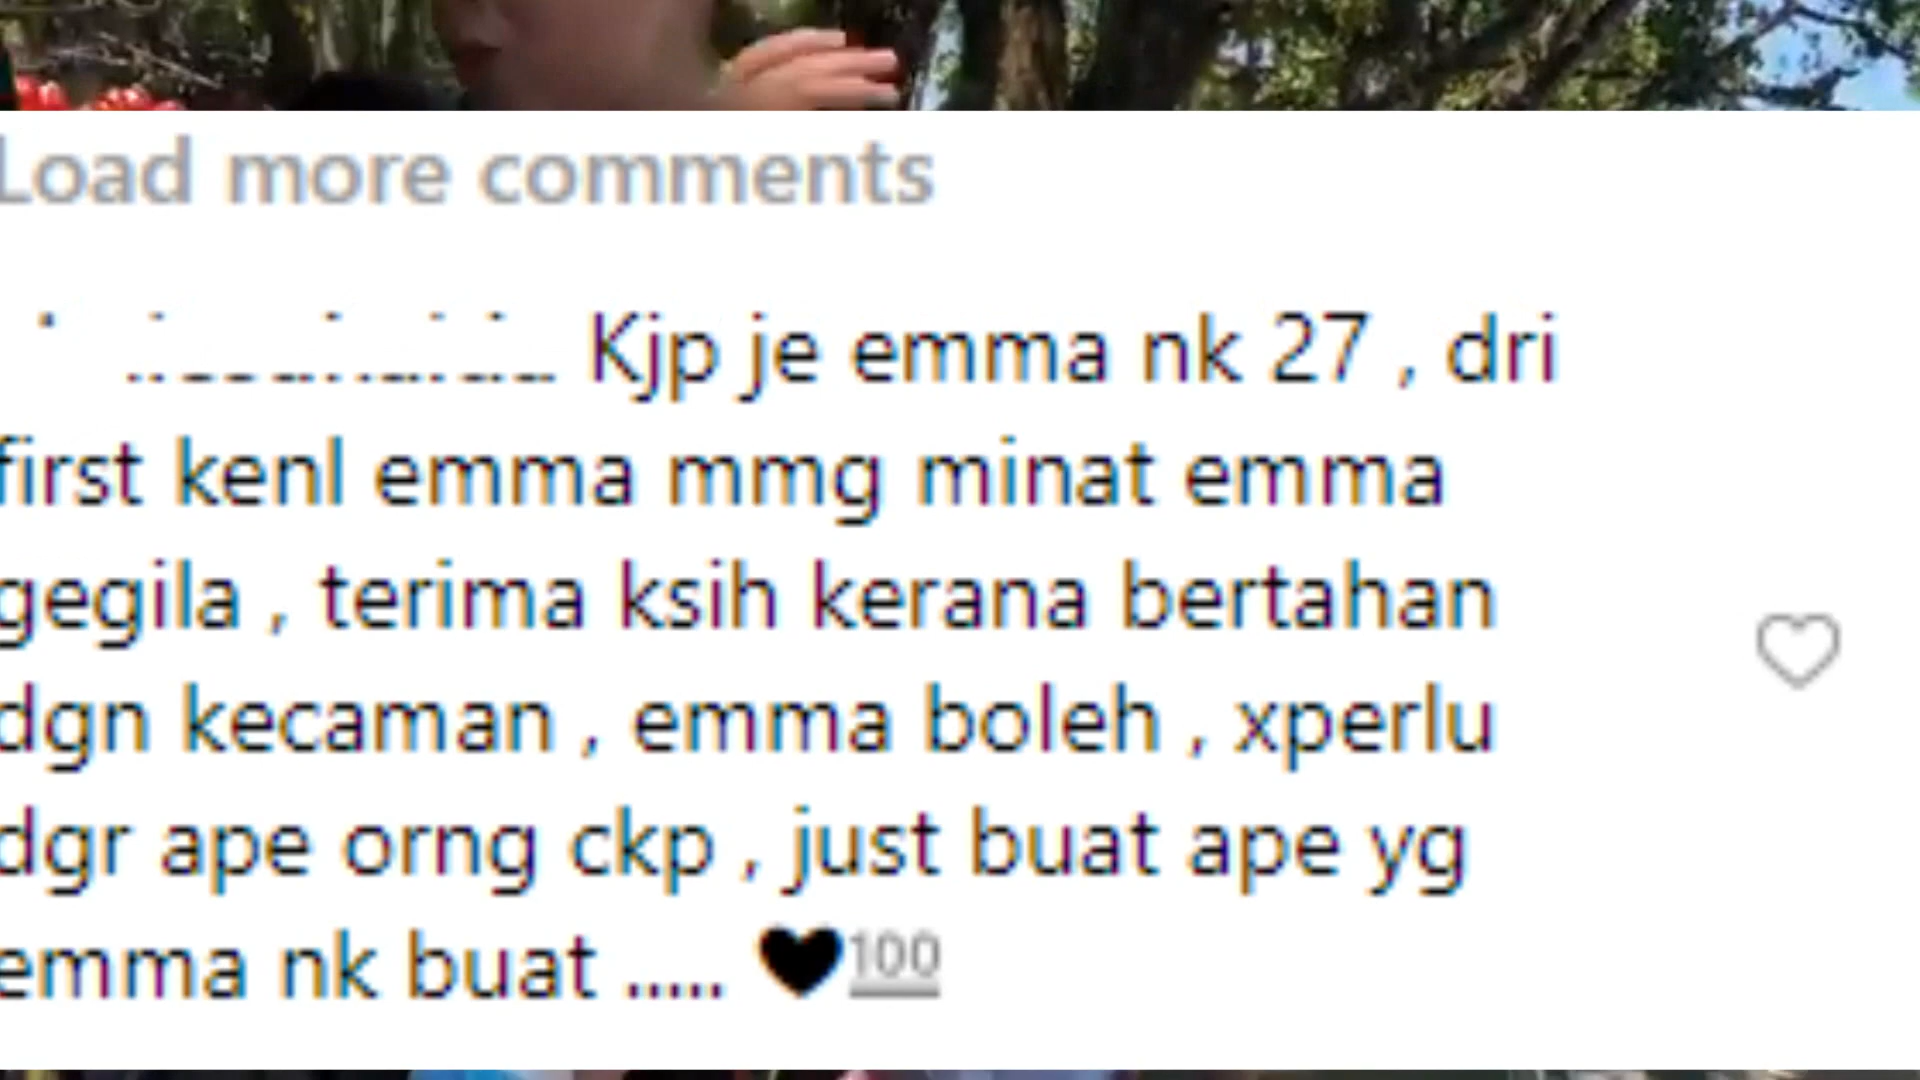 Load more comments
Kjp je emma nk 27 , dri
first kenl emma mmg minat emma
gegila , terima ksih kerana bertahan
dgn kecaman , emma boleh , xperlu
dgr ape orng ckp , just buat ape yg
emma nk buat ..... 🖤💯